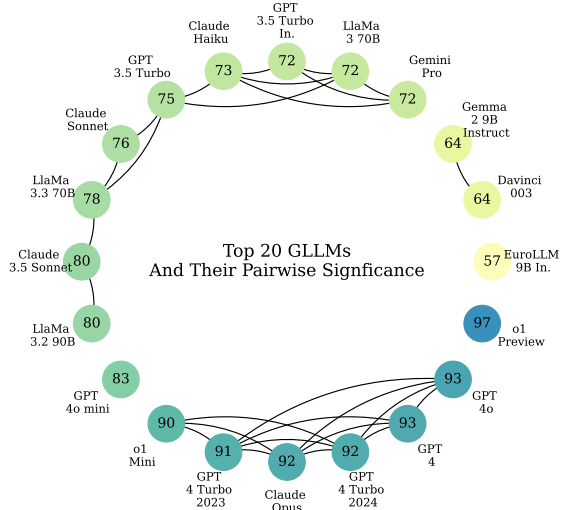 GPT
3.5 Turbo
In.
72
Claude
Haiku
73
LLaMa
3 70B
72
GPT
3.5 Turbo
75
Gemini
Pro
72
Claude
Sonnet
76
Gemma
2 9B
Instruct
64
LLaMa
3.3 70B
78
Davinci
003
64
Claude
3.5 Sonnet
80
Top 20 GLLMs
And Their Pairwise Signficance
57
EuroLLM
9B In.
LLaMa
3.2 90B
80
97
o1
Preview
83
GPT
4o mini
93
GPT
4o
90
o1
Mini
91
GPT
4 Turbo
2023
92
Claude
Opus
92
GPT
4 Turbo
2024
93
GPT
4